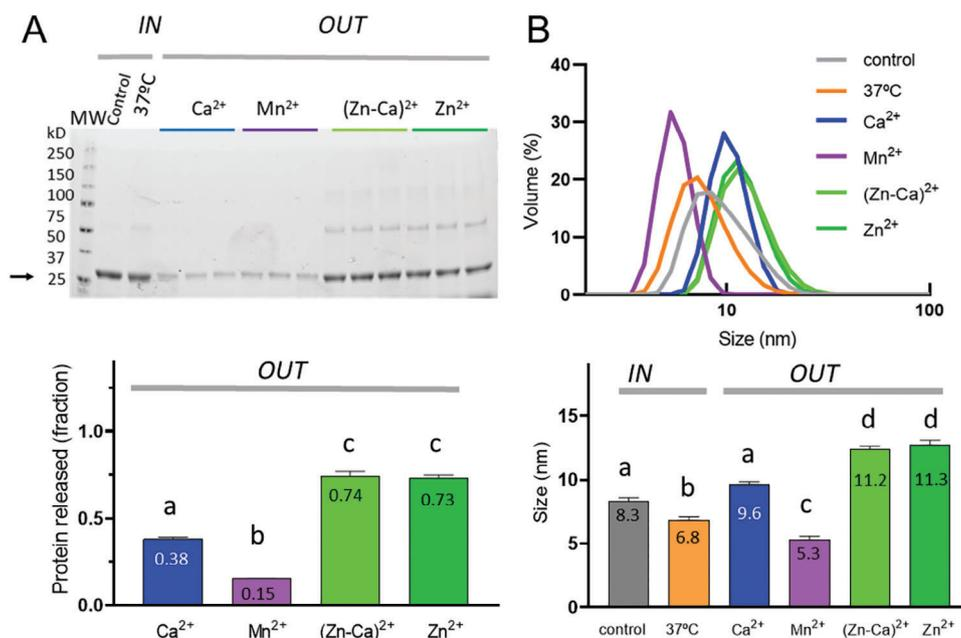 A
IN OUT
Control 37ºC Ca²⁺ Mn²⁺ (Zn-Ca)²⁺ Zn²⁺
MW
kD
250
150
100
75
50
37
25
B
40
30
20
10
0
Volume (%)
10 100
Size (nm)
control
37ºC
Ca²⁺
Mn²⁺
(Zn-Ca)²⁺
Zn²⁺
OUT
Protein released (fraction)
1.0
0.5
0.0
a b c c
0.38 0.15 0.74 0.73
Ca²⁺ Mn²⁺ (Zn-Ca)²⁺ Zn²⁺
IN OUT
Size (nm)
15
10
5
0
a b a c d d
8.3 6.8 9.6 5.3 11.2 11.3
control 37ºC Ca²⁺ Mn²⁺ (Zn-Ca)²⁺ Zn²⁺